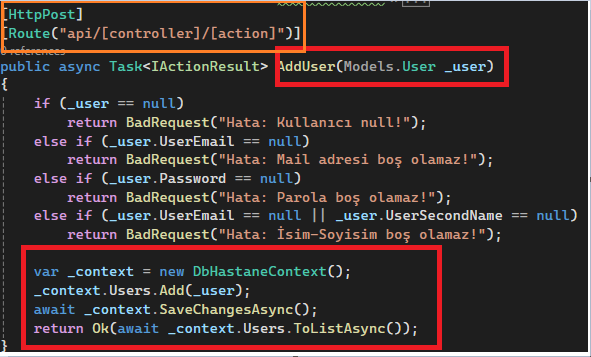 [HttpPost]
[Route("api/[controller]/[action]")]
0 references
public async Task<IActionResult> AddUser(Models.User _user)
{
    if (_user == null)
        return BadRequest("Hata: Kullanıcı null!");
    else if (_user.UserEmail == null)
        return BadRequest("Hata: Mail adresi boş olamaz!");
    else if (_user.Password == null)
        return BadRequest("Hata: Parola boş olamaz!");
    else if (_user.UserEmail == null || _user.UserSecondName == null)
        return BadRequest("Hata: İsim-Soyisim boş olamaz!");
    var _context = new DbHastaneContext();
    _context.Users.Add(_user);
    await _context.SaveChangesAsync();
    return Ok(await _context.Users.ToListAsync());
}